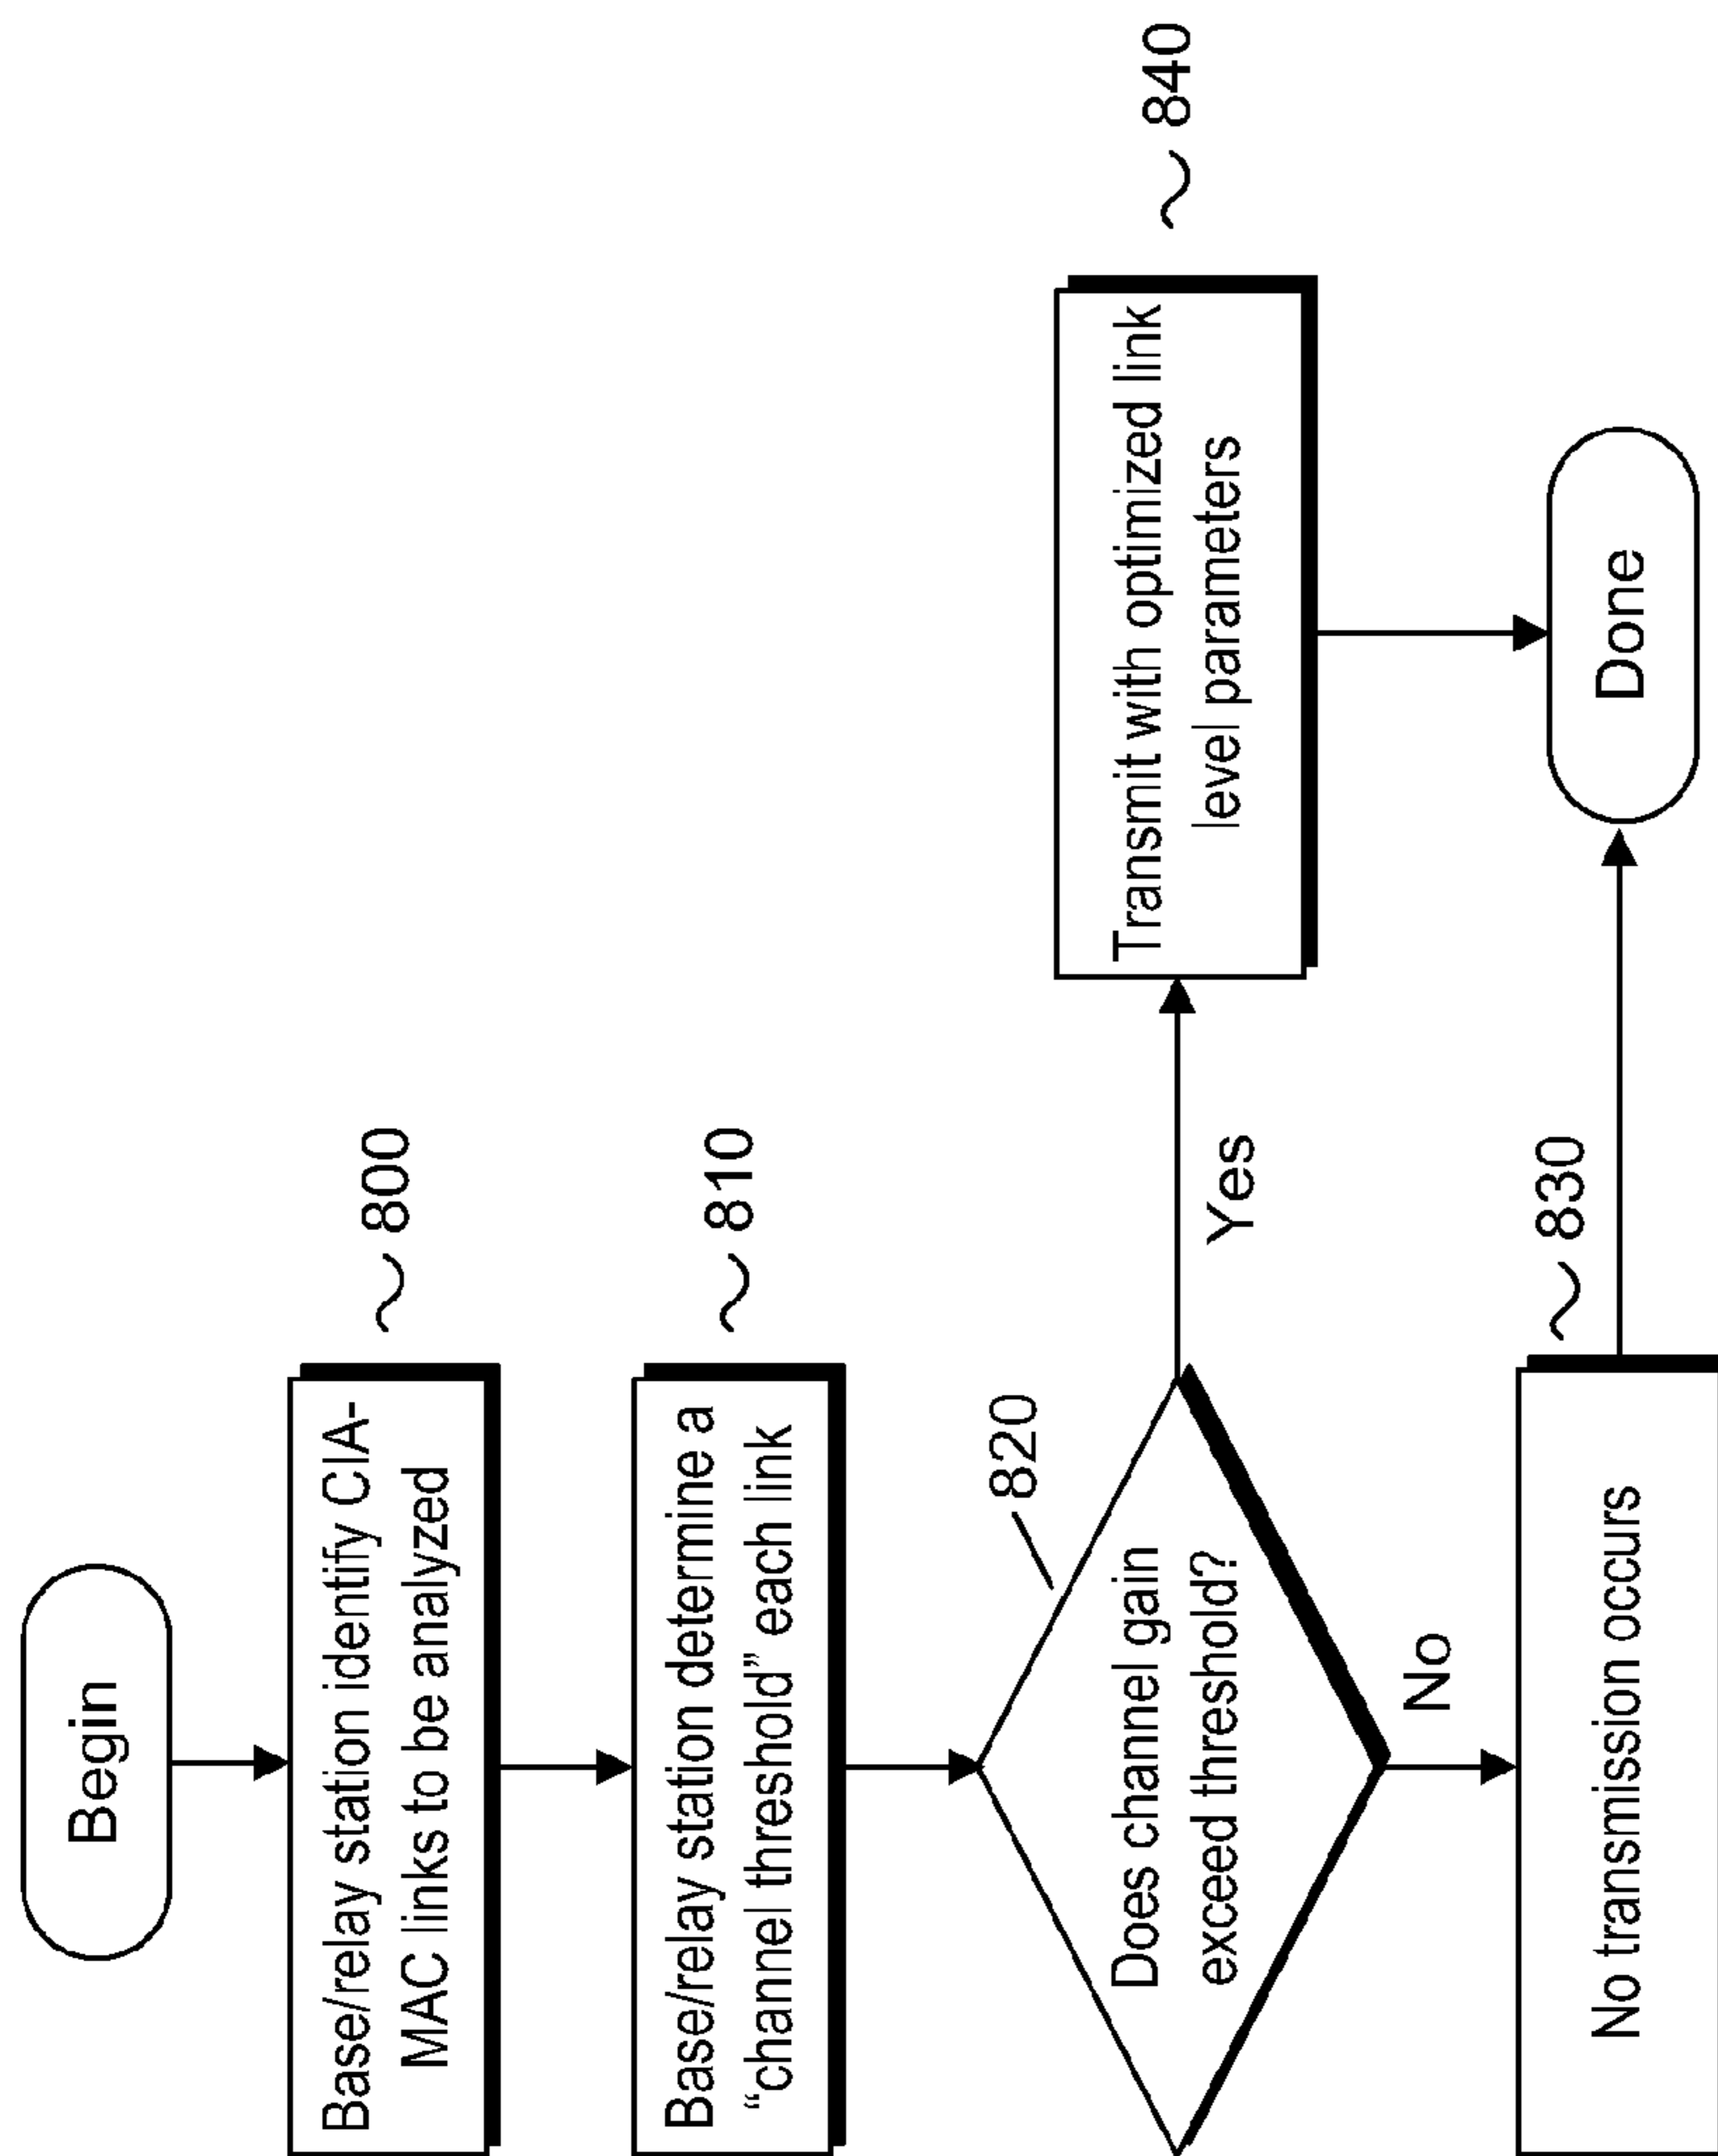 Begin
Base/relay station identify CIA-
MAC links to be analyzed
800
Base/relay station determine a
“channel threshold” each link
810
Does channel gain
exceed threshold?
820
Yes
Transmit with optimized link
level parameters
840
No
No transmission occurs
830
Done